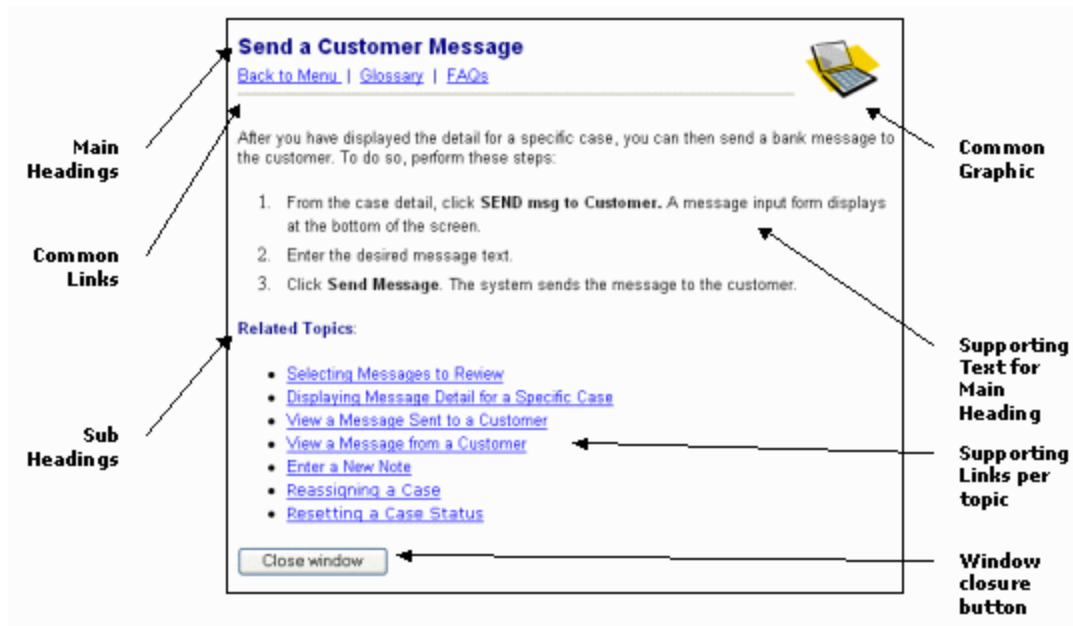 Send a Customer Message
Back to Menu | Glossary | FAQs
After you have displayed the detail for a specific case, you can then send a bank message to
the customer. To do so, perform these steps:
1. From the case detail, click SEND msg to Customer. A message input form displays
at the bottom of the screen.
2. Enter the desired message text.
3. Click Send Message. The system sends the message to the customer.
Related Topics:
• Selecting Messages to Review
• Displaying Message Detail for a Specific Case
• View a Message Sent to a Customer
• View a Message from a Customer
• Enter a New Note
• Reassigning a Case
• Resetting a Case Status
Close window
Main
Headings
Common
Links
Sub
Headings
Common
Graphic
Supporting
Text for
Main
Heading
Supporting
Links per
topic
Window
closure
button